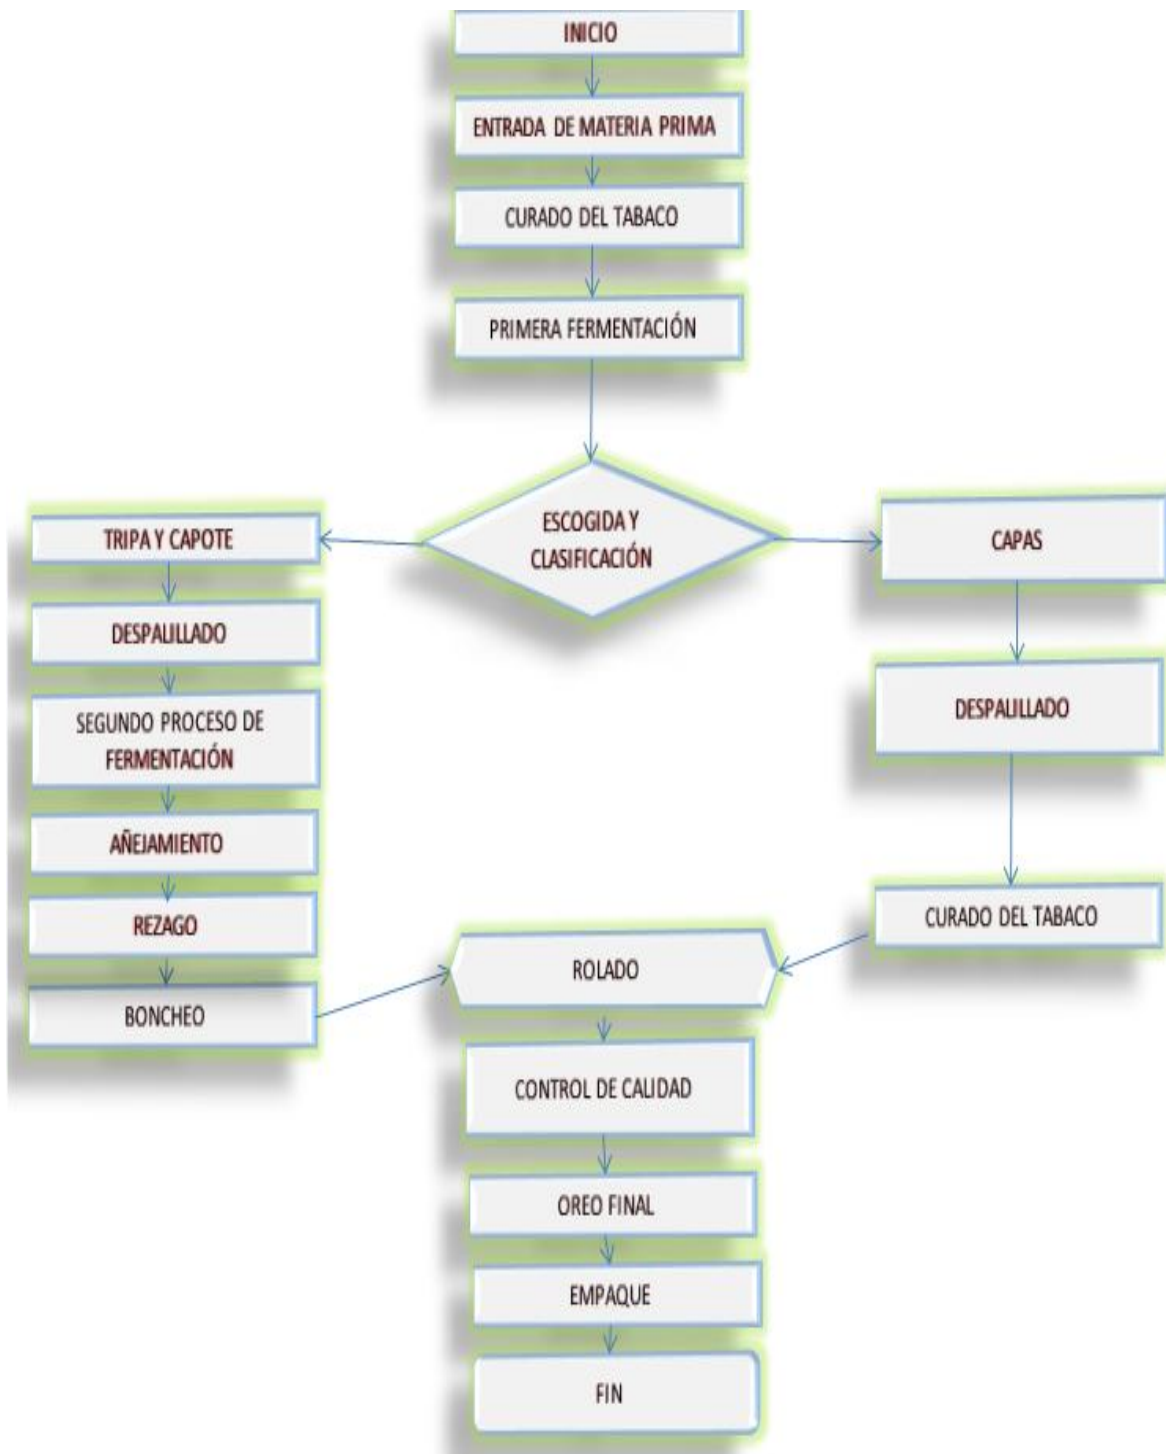 INICIO
ENTRADA DE MATERIA PRIMA
CURADO DEL TABACO
PRIMERA FERMENTACIÓN
ESCOGIDA Y
CLASIFICACIÓN
TRIPA Y CAPOTE
DESPALILLADO
SEGUNDO PROCESO DE
FERMENTACIÓN
AÑEJAMIENTO
REZAGO
BONCHEO
CAPAS
DESPALILLADO
CURADO DEL TABACO
ROLADO
CONTROL DE CALIDAD
OREO FINAL
EMPAQUE
FIN